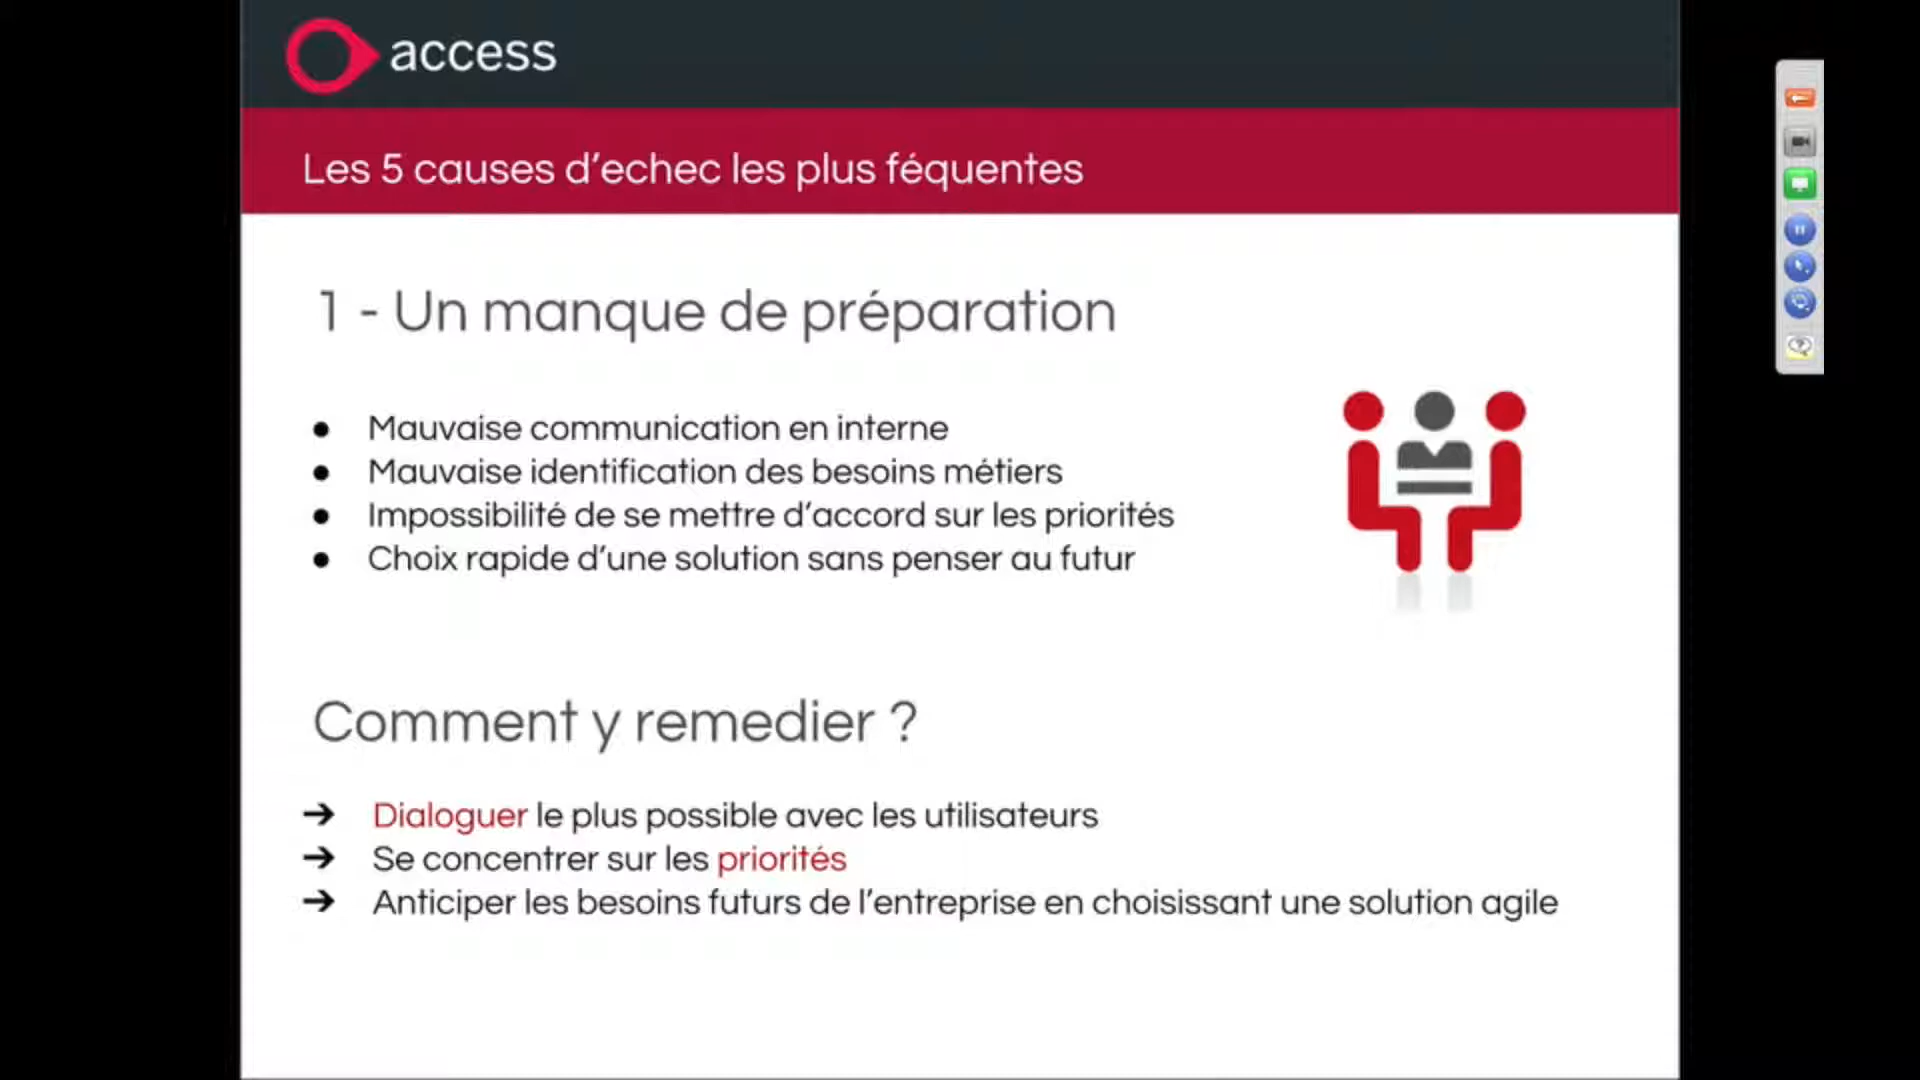 access
Les 5 causes d’echec les plus féquentes
1 - Un manque de préparation
● Mauvaise communication en interne
● Mauvaise identification des besoins métiers
● Impossibilité de se mettre d’accord sur les priorités
● Choix rapide d’une solution sans penser au futur
Comment y remedier ?
➔ Dialoguer le plus possible avec les utilisateurs
➔ Se concentrer sur les priorités
➔ Anticiper les besoins futurs de l’entreprise en choisissant une solution agile